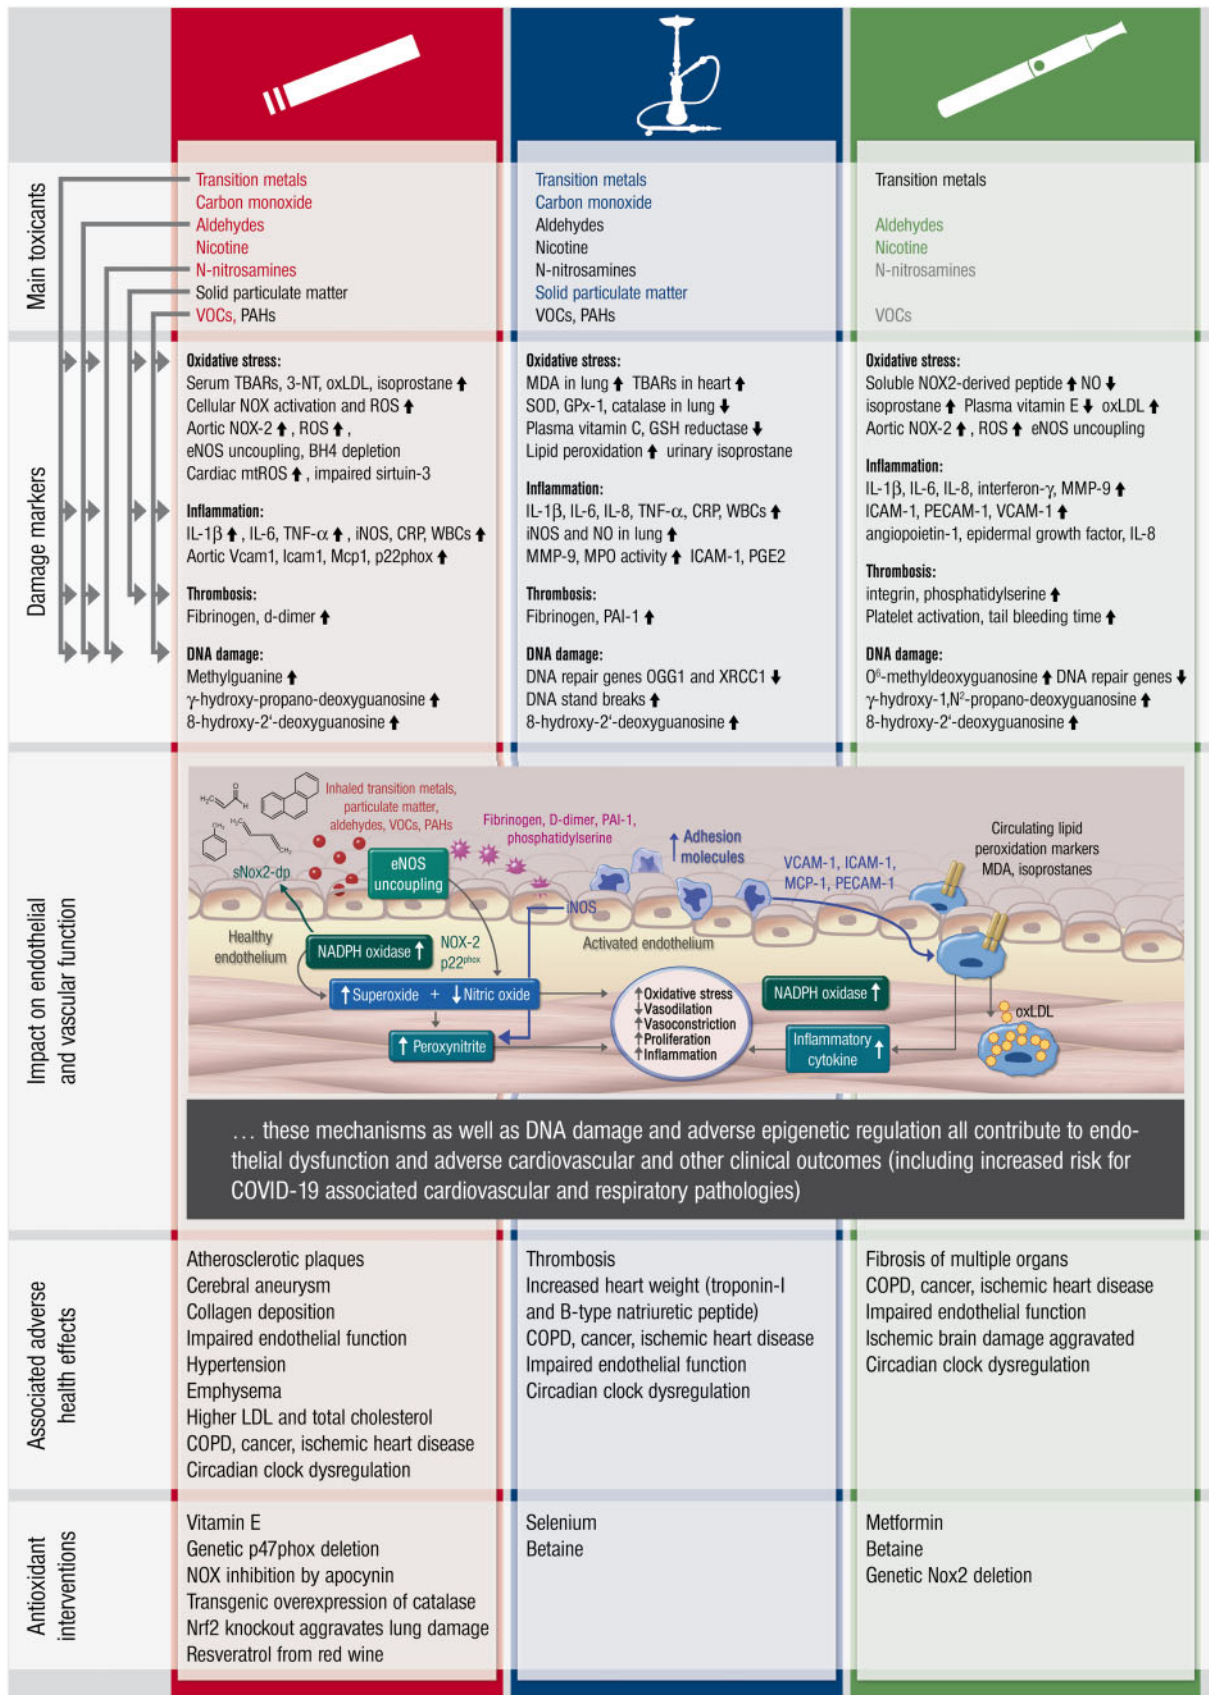 Main toxicants
Transition metals
Carbon monoxide
Aldehydes
Nicotine
N-nitrosamines
Solid particulate matter
VOCs, PAHs
Transition metals
Carbon monoxide
Aldehydes
Nicotine
N-nitrosamines
Solid particulate matter
VOCs, PAHs
Transition metals
Aldehydes
Nicotine
N-nitrosamines
VOCs
Damage markers
Oxidative stress:
Serum TBARs, 3-NT, oxLDL, isoprostane ↑
Cellular NOX activation and ROS ↑
Aortic NOX-2 ↑, ROS ↑,
eNOS uncoupling, BH4 depletion
Cardiac mtROS ↑, impaired sirtuin-3
Inflammation:
IL-1β ↑, IL-6, TNF-α ↑, iNOS, CRP, WBCs ↑
Aortic Vcam1, Icam1, Mcp1, p22phox ↑
Thrombosis:
Fibrinogen, d-dimer ↑
DNA damage:
Methylguanine ↑
γ-hydroxy-propano-deoxyguanosine ↑
8-hydroxy-2‘-deoxyguanosine ↑
Oxidative stress:
MDA in lung ↑ TBARs in heart ↑
SOD, GPx-1, catalase in lung ↓
Plasma vitamin C, GSH reductase ↓
Lipid peroxidation ↑ urinary isoprostane
Inflammation:
IL-1β, IL-6, IL-8, TNF-α, CRP, WBCs ↑
iNOS and NO in lung ↑
MMP-9, MPO activity ↑ ICAM-1, PGE2
Thrombosis:
Fibrinogen, PAI-1 ↑
DNA damage:
DNA repair genes OGG1 and XRCC1 ↓
DNA stand breaks ↑
8-hydroxy-2‘-deoxyguanosine ↑
Oxidative stress:
Soluble NOX2-derived peptide ↑ NO ↓
isoprostane ↑ Plasma vitamin E ↓ oxLDL ↑
Aortic NOX-2 ↑, ROS ↑ eNOS uncoupling
Inflammation:
IL-1β, IL-6, IL-8, interferon-γ, MMP-9 ↑
ICAM-1, PECAM-1, VCAM-1 ↑
angiopoietin-1, epidermal growth factor, IL-8
Thrombosis:
integrin, phosphatidylserine ↑
Platelet activation, tail bleeding time ↑
DNA damage:
O⁶-methyldeoxyguanosine ↑ DNA repair genes ↓
γ-hydroxy-1,N²-propano-deoxyguanosine ↑
8-hydroxy-2‘-deoxyguanosine ↑
Impact on endothelial
and vascular function
H₂C
O
H
CH₃
H₂C
CH₂
Inhaled transition metals,
particulate matter,
aldehydes, VOCs, PAHs
sNox2-dp
eNOS
uncoupling
Fibrinogen, D-dimer, PAI-1,
phosphatidylserine
↑ Adhesion
molecules
VCAM-1, ICAM-1,
MCP-1, PECAM-1
Circulating lipid
peroxidation markers
MDA, isoprostanes
iNOS
Healthy
endothelium
NADPH oxidase ↑
NOX-2
p22phox
Activated endothelium
↑ Superoxide + ↓ Nitric oxide
↑ Peroxynitrite
↑ Oxidative stress
↓ Vasodilation
↑ Vasoconstriction
↑ Proliferation
↑ Inflammation
NADPH oxidase ↑
Inflammatory
cytokine ↑
oxLDL
… these mechanisms as well as DNA damage and adverse epigenetic regulation all contribute to endo-
thelial dysfunction and adverse cardiovascular and other clinical outcomes (including increased risk for
COVID-19 associated cardiovascular and respiratory pathologies)
Associated adverse
health effects
Atherosclerotic plaques
Cerebral aneurysm
Collagen deposition
Impaired endothelial function
Hypertension
Emphysema
Higher LDL and total cholesterol
COPD, cancer, ischemic heart disease
Circadian clock dysregulation
Thrombosis
Increased heart weight (troponin-I
and B-type natriuretic peptide)
COPD, cancer, ischemic heart disease
Impaired endothelial function
Circadian clock dysregulation
Fibrosis of multiple organs
COPD, cancer, ischemic heart disease
Impaired endothelial function
Ischemic brain damage aggravated
Circadian clock dysregulation
Antioxidant
interventions
Vitamin E
Genetic p47phox deletion
NOX inhibition by apocynin
Transgenic overexpression of catalase
Nrf2 knockout aggravates lung damage
Resveratrol from red wine
Selenium
Betaine
Metformin
Betaine
Genetic Nox2 deletion